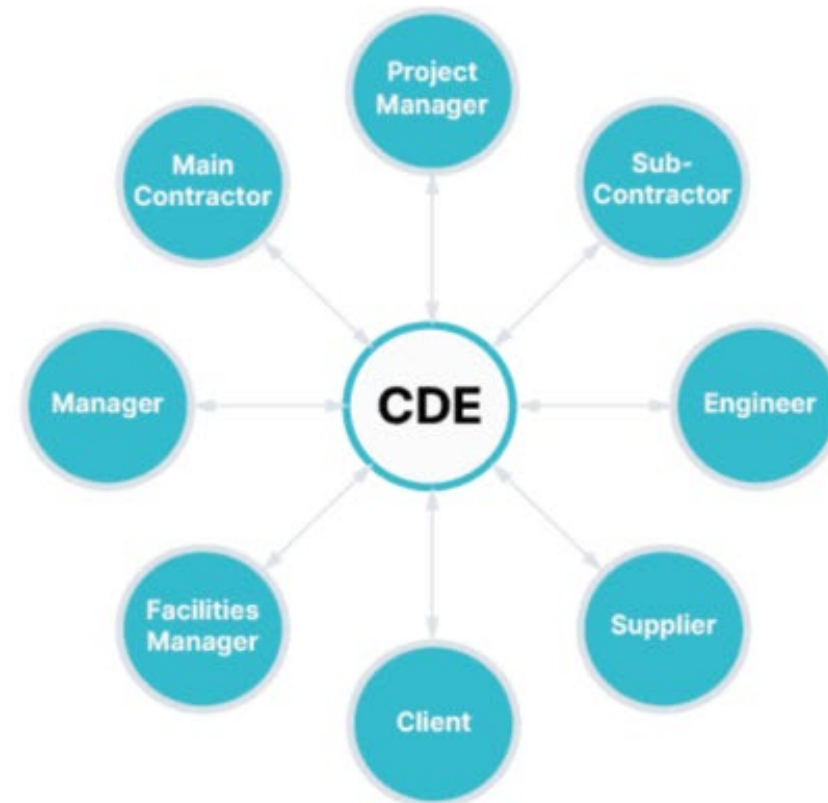 Project
Manager
Main
Contractor
Sub-
Contractor
Manager
CDE
Engineer
Facilities
Manager
Supplier
Client